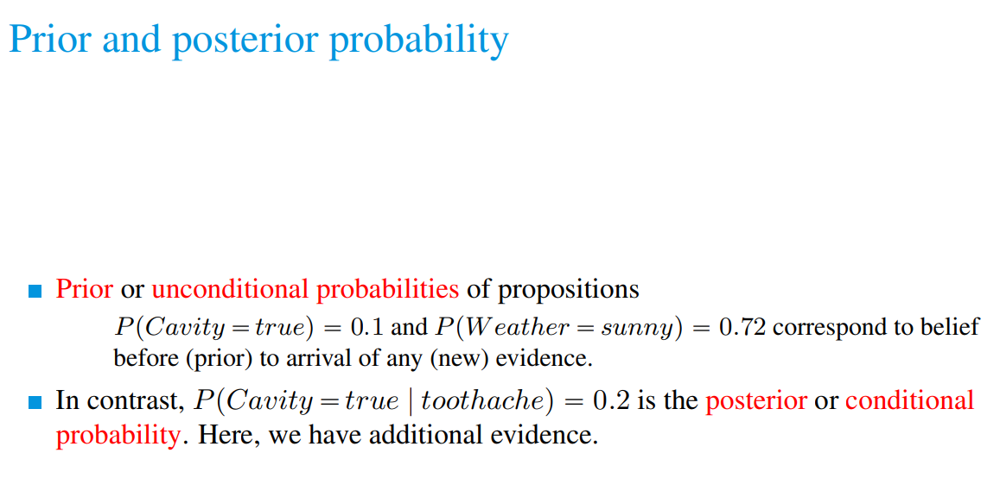 Prior and posterior probability
Prior or unconditional probabilities of propositions
P(Cavity = true) = 0.1 and P(Weather = sunny) = 0.72 correspond to belief
before (prior) to arrival of any (new) evidence.
In contrast, P(Cavity = true | toothache) = 0.2 is the posterior or conditional
probability. Here, we have additional evidence.